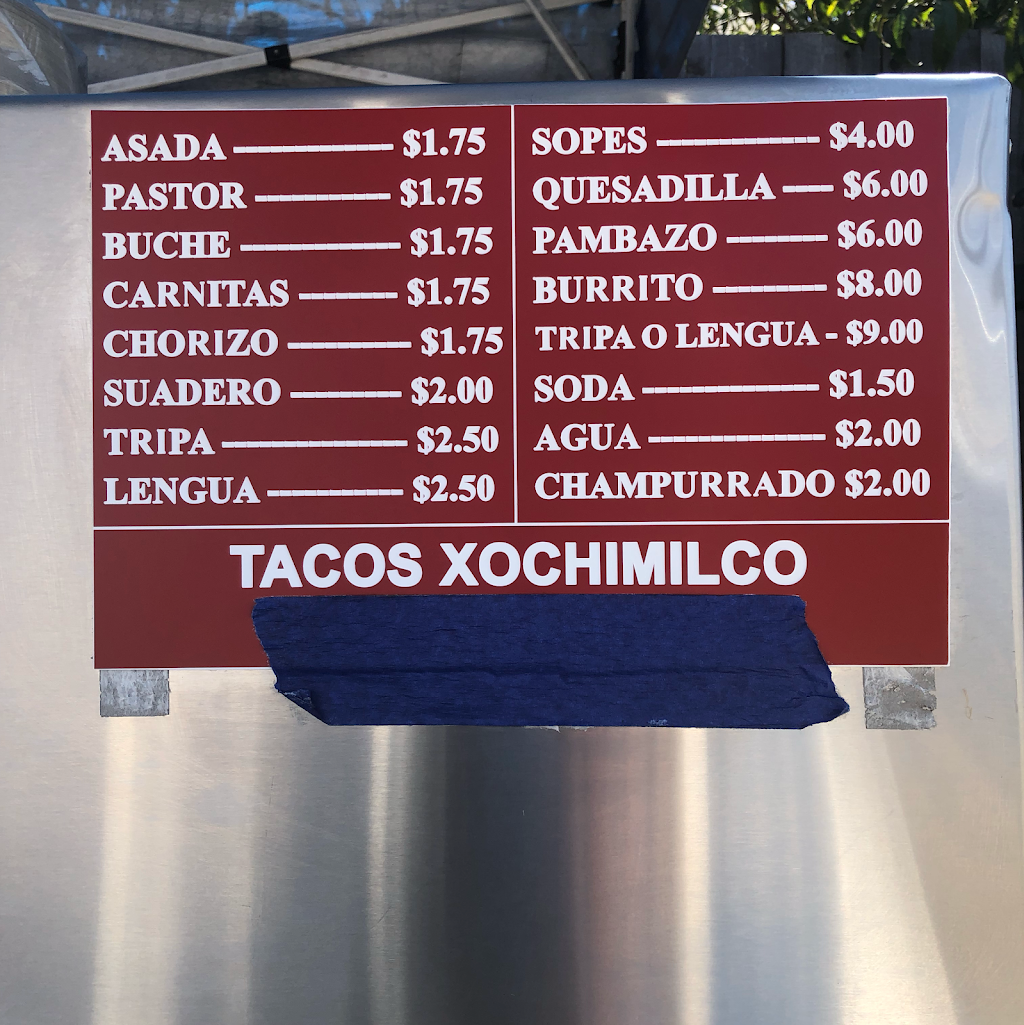 ASADA ---------------- $1.75
PASTOR ------------- $1.75
BUCHE --------------- $1.75
CARNITAS ---------- $1.75
CHORIZO ------------ $1.75
SUADERO ----------- $2.00
TRIPA ------------------ $2.50
LENGUA ------------- $2.50
SOPES ---------------- $4.00
QUESADILLA ----- $6.00
PAMBAZO ---------- $6.00
BURRITO ----------- $8.00
TRIPA O LENGUA - $9.00
SODA ----------------- $1.50
AGUA ----------------- $2.00
CHAMPURRADO $2.00
TACOS XOCHIMILCO